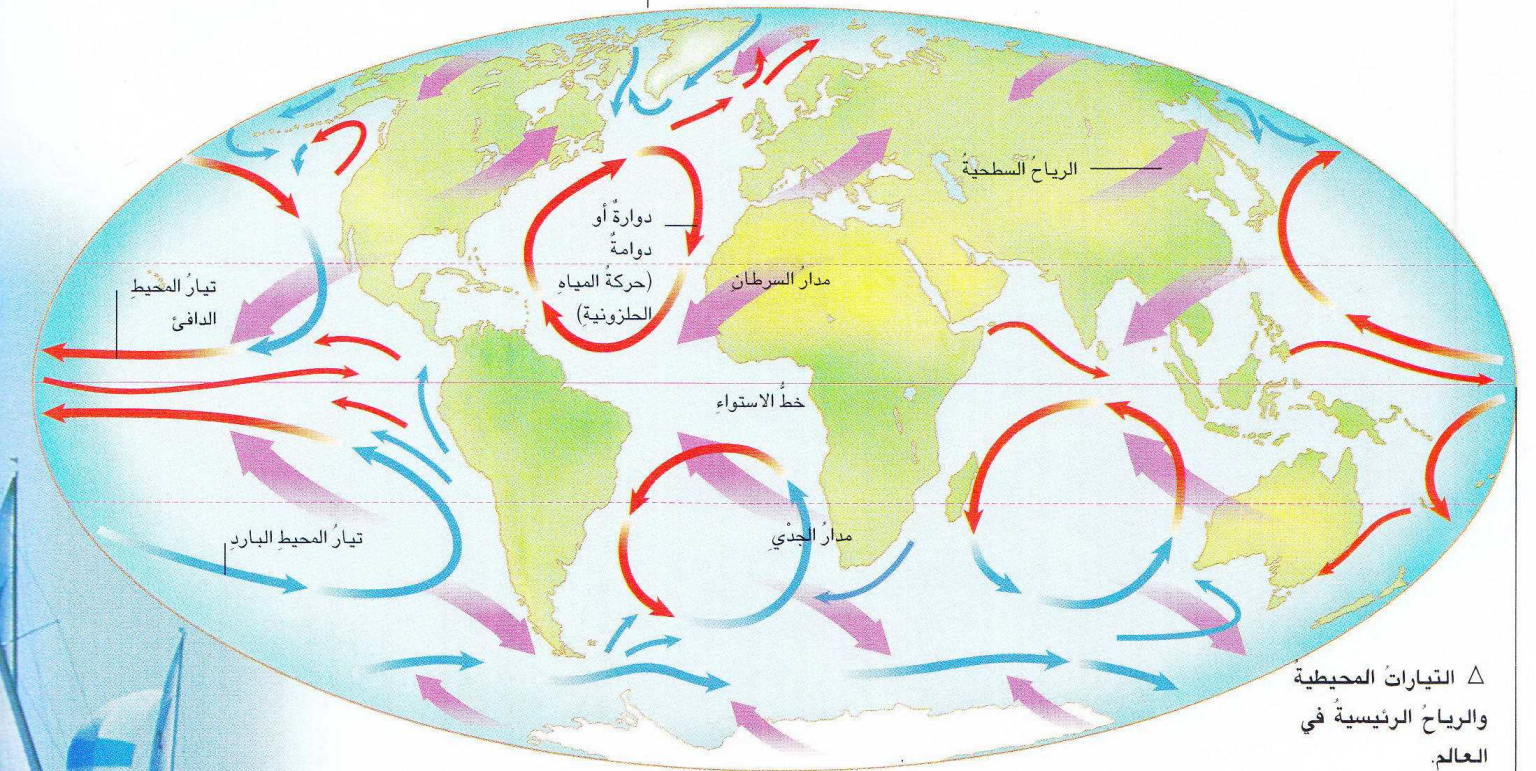 الرياحُ السطحيةُ
دوارةٌ أو
دوامةٌ
(حركةُ المياهِ
الحلزونيةِ)
مدارُ السرطان
تيارُ المحيطِ
الدافئ
خطُّ الاستواءِ
مدارُ الجدْيِ
تيارُ المحيطِ الباردِ
△ التياراتُ المحيطيةُ
والرياحُ الرئيسيةُ في
العالم.